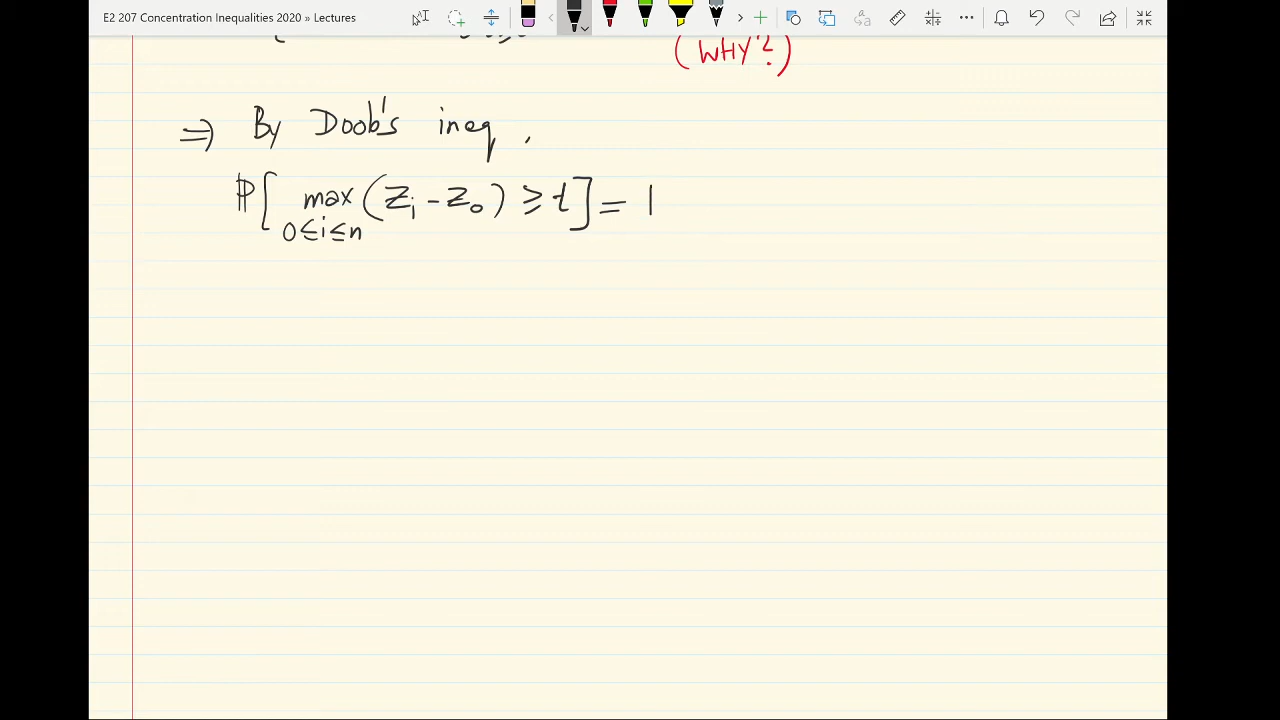 E2 207 Concentration Inequalities 2020 » Lectures
(WHY?)
⇒ By Doob's ineq,
ℙ[ max (Z_i - Z_0) ≥ t ] = 1
0≤i≤n